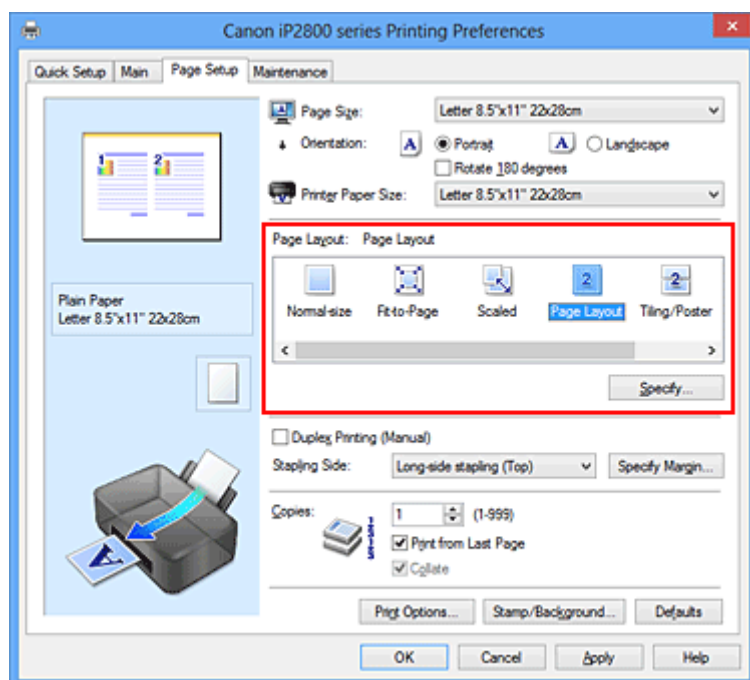 Canon iP2800 series Printing Preferences
Quick Setup Main Page Setup Maintenance
1 2
Plain Paper
Letter 8.5"x11" 22x28cm
Page Size: Letter 8.5"x11" 22x28cm
Orientation: A Portrait A Landscape
Rotate 180 degrees
Printer Paper Size: Letter 8.5"x11" 22x28cm
Page Layout: Page Layout
2 2
Normal-size Fit-to-Page Scaled Page Layout Tiling/Poster
Specify...
Duplex Printing (Manual)
Stapling Side: Long-side stapling (Top) Specify Margin...
Copies: 1 (1-999)
Print from Last Page
Collate
A
Print Options... Stamp/Background... Defaults
OK Cancel Apply Help